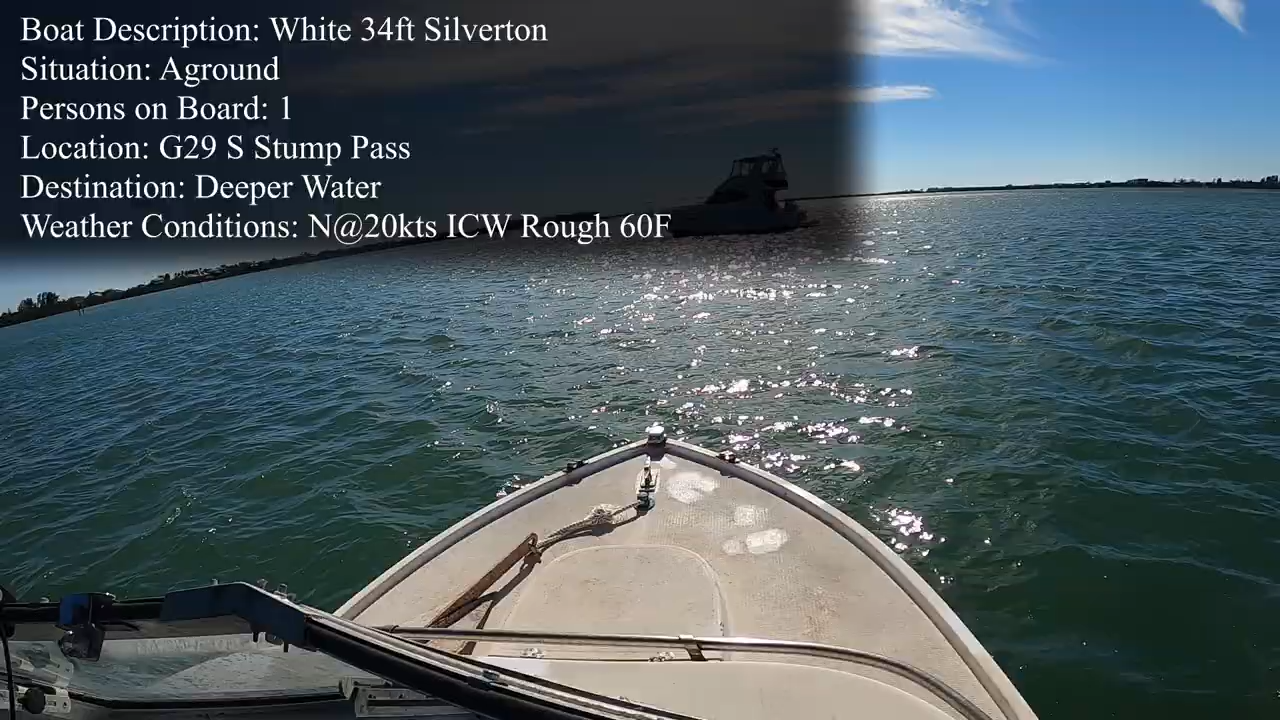 Boat Description: White 34ft Silverton
Situation: Aground
Persons on Board: 1
Location: G29 S Stump Pass
Destination: Deeper Water
Weather Conditions: N@20kts ICW Rough 60F